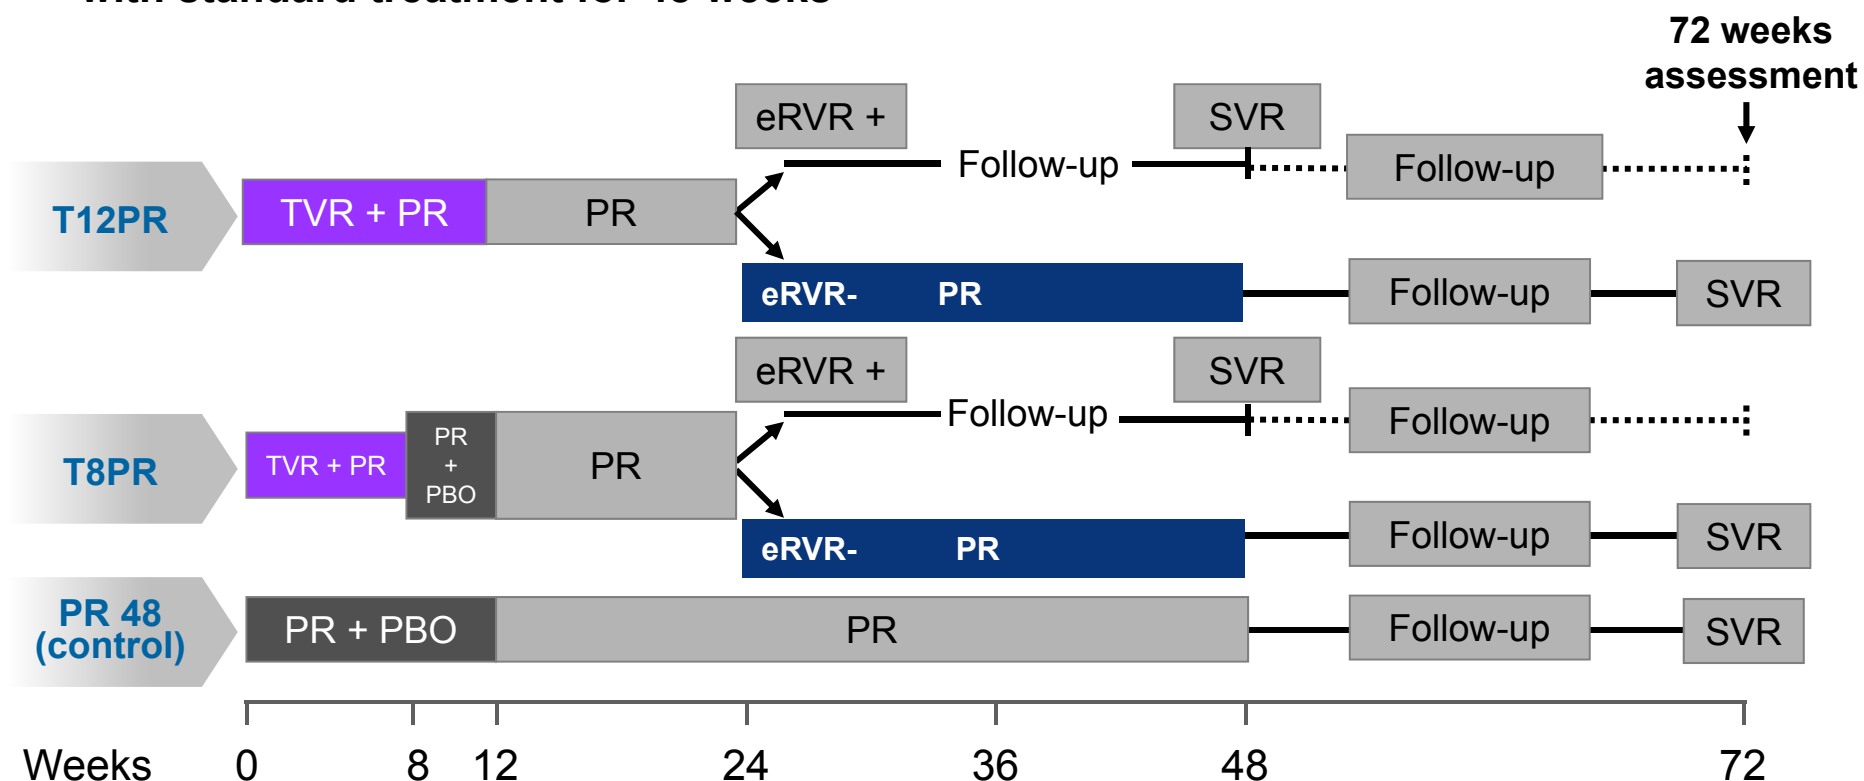 72 weeks
assessment
eRVR +
SVR
Follow-up
Follow-up
T12PR
TVR + PR
PR
eRVR- PR
Follow-up
SVR
eRVR +
SVR
Follow-up
Follow-up
T8PR
TVR + PR
PR
+
PBO
PR
eRVR- PR
Follow-up
SVR
PR 48
(control)
PR + PBO
PR
Follow-up
SVR
Weeks 0 8 12 24 36 48 72